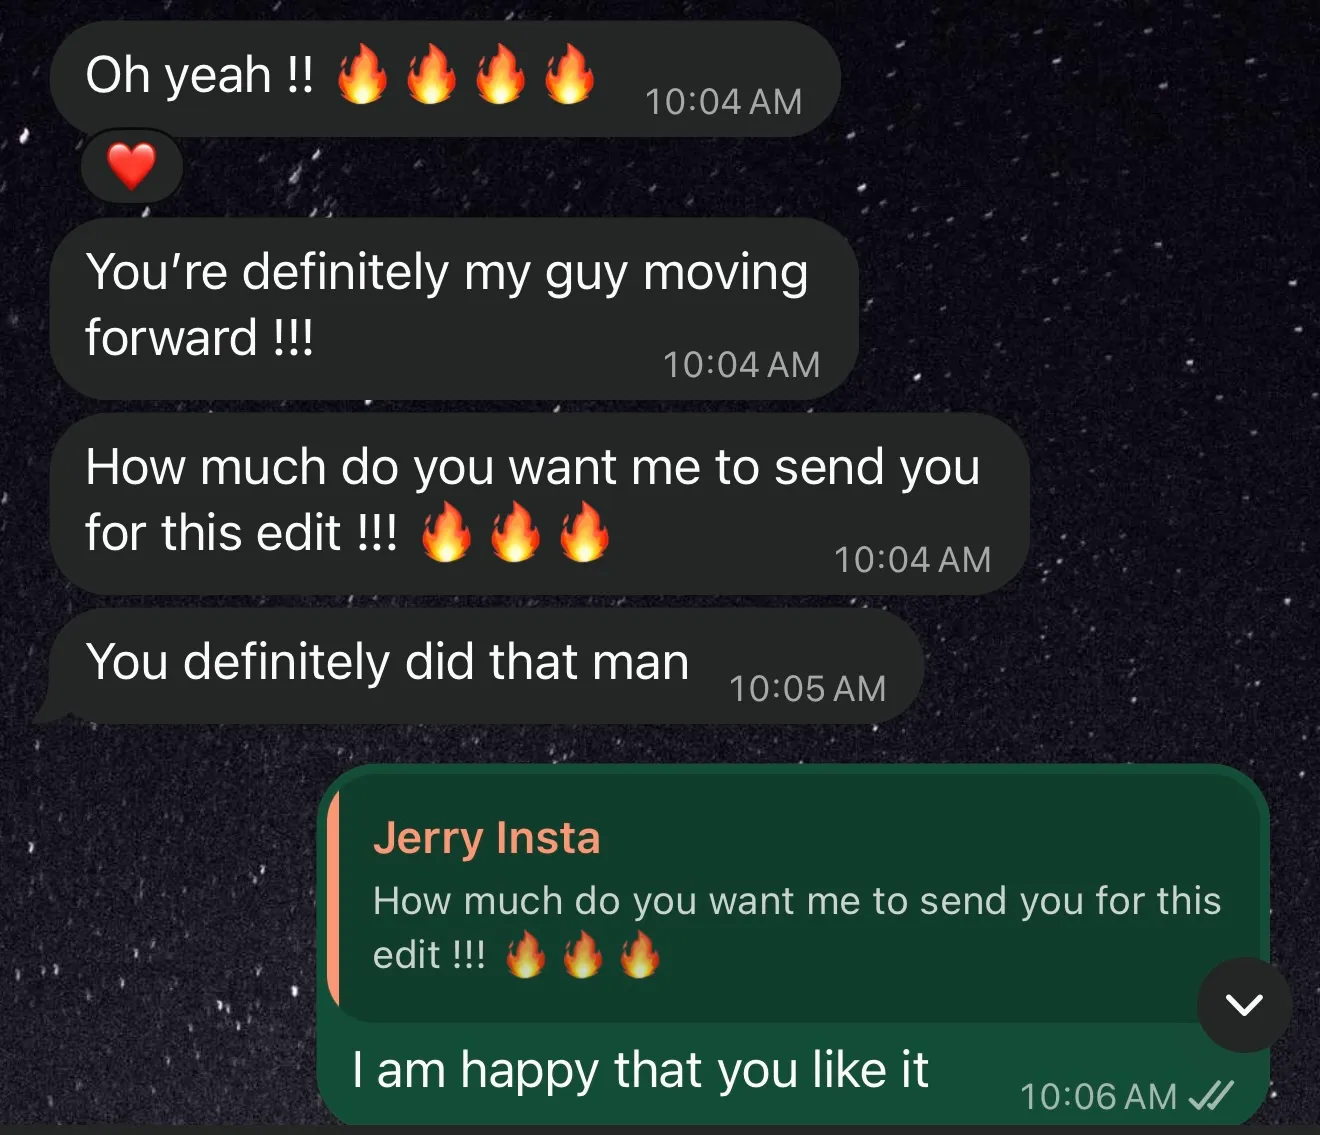 Oh yeah !! 🔥🔥🔥🔥 10:04 AM
❤️
You’re definitely my guy moving
forward !!!
10:04 AM
How much do you want me to send you
for this edit !!! 🔥🔥🔥
10:04 AM
You definitely did that man 10:05 AM
Jerry Insta
How much do you want me to send you for this
edit !!! 🔥🔥🔥
I am happy that you like it
10:06 AM